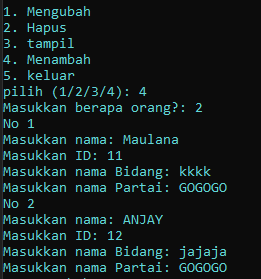 1. Mengubah
2. Hapus
3. tampil
4. Menambah
5. keluar
pilih (1/2/3/4): 4
Masukkan berapa orang?: 2
No 1
Masukkan nama: Maulana
Masukkan ID: 11
Masukkan nama Bidang: kkkk
Masukkan nama Partai: GOGOGO
No 2
Masukkan nama: ANJAY
Masukkan ID: 12
Masukkan nama Bidang: jajaja
Masukkan nama Partai: GOGOGO